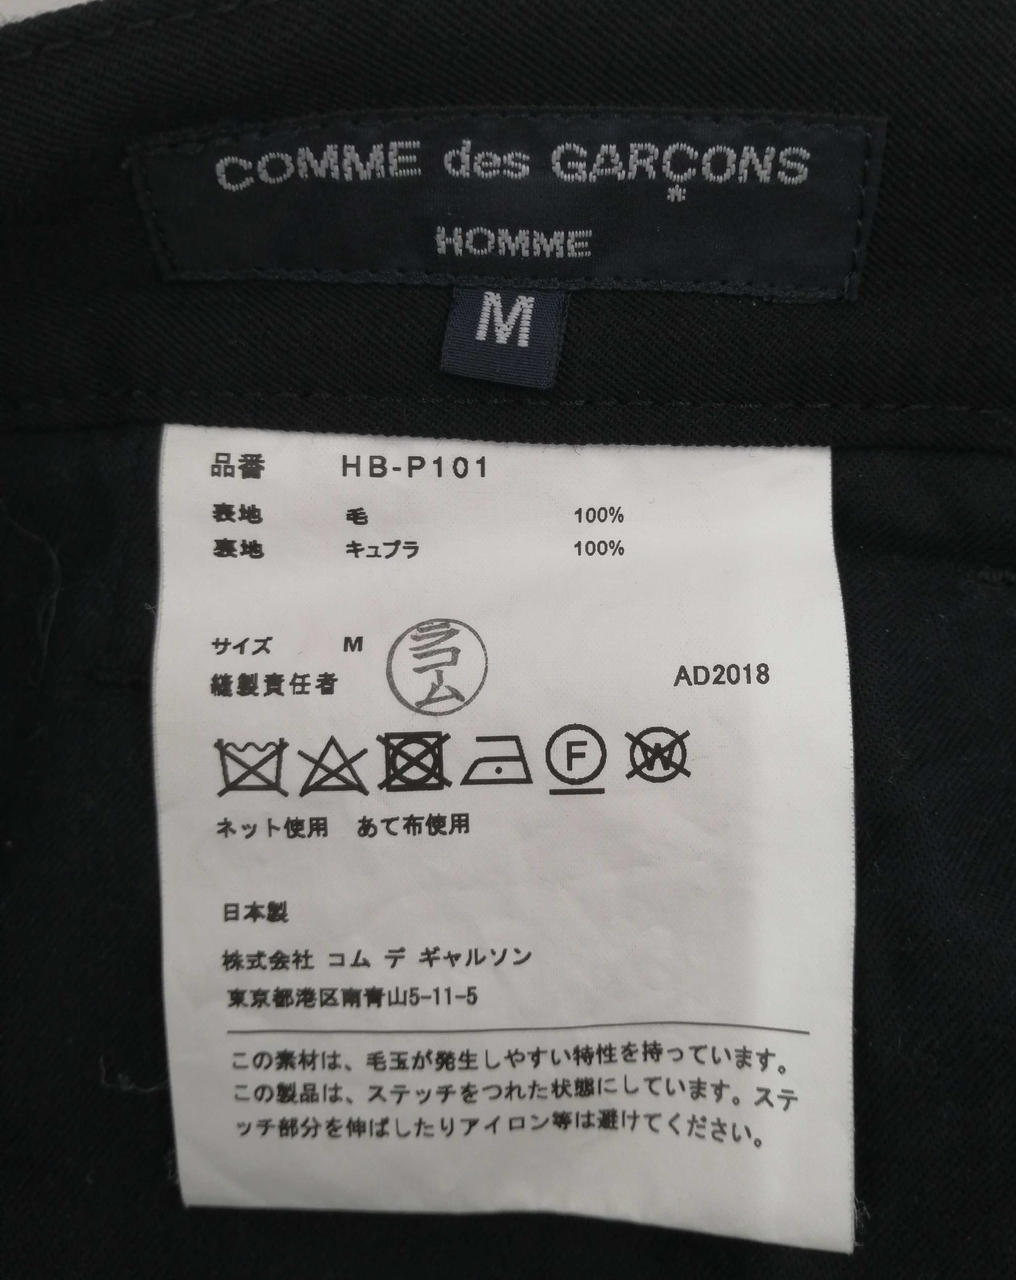 COMME des GARÇONS
HOMME
M
品番 HB-P101
表地 毛 100%
裏地 キュプラ 100%
サイズ M
縫製責任者 ラコーム
AD2018
F W
ネット使用 あて布使用
日本製
株式会社 コム デ ギャルソン
東京都港区南青山5-11-5
この素材は、毛玉が発生しやすい特性を持っています。
この製品は、ステッチをつれた状態にしています。ステ
ッチ部分を伸ばしたりアイロン等は避けてください。